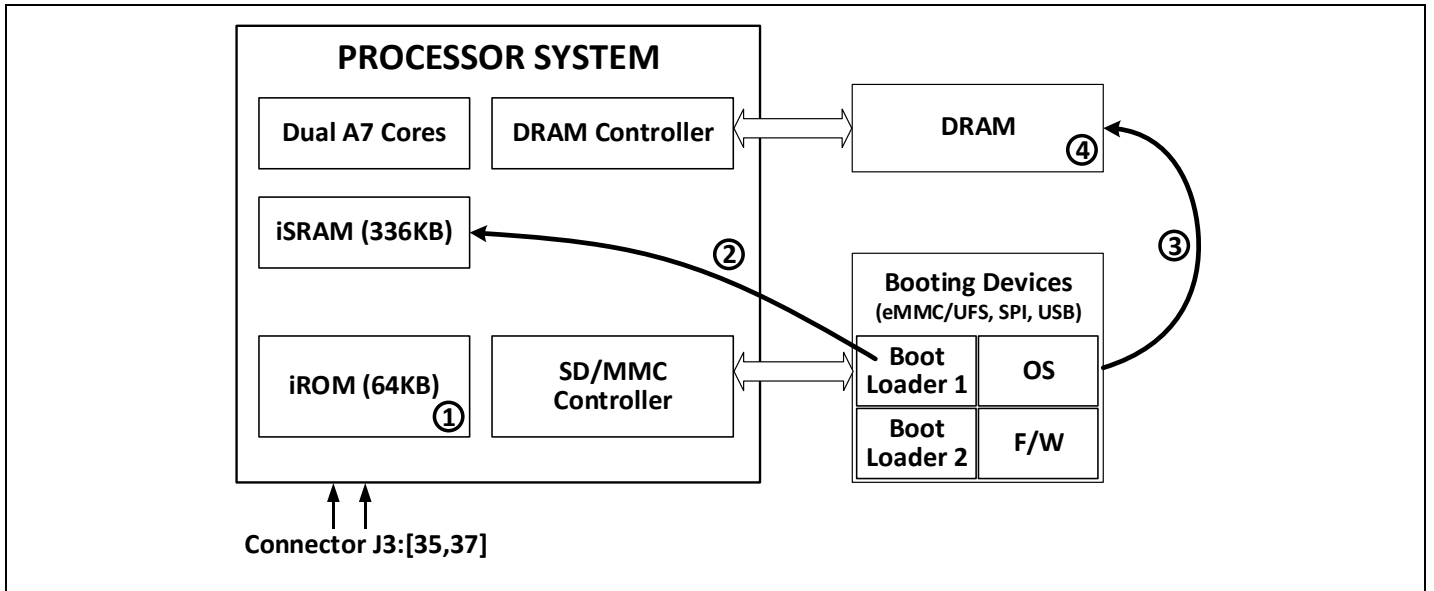 PROCESSOR SYSTEM
Dual A7 Cores
DRAM Controller
DRAM
④
iSRAM (336KB)
②
③
Booting Devices
(eMMC/UFS, SPI, USB)
Boot
Loader 1
OS
iROM (64KB)
①
SD/MMC
Controller
Boot
Loader 2
F/W
Connector J3:[35,37]